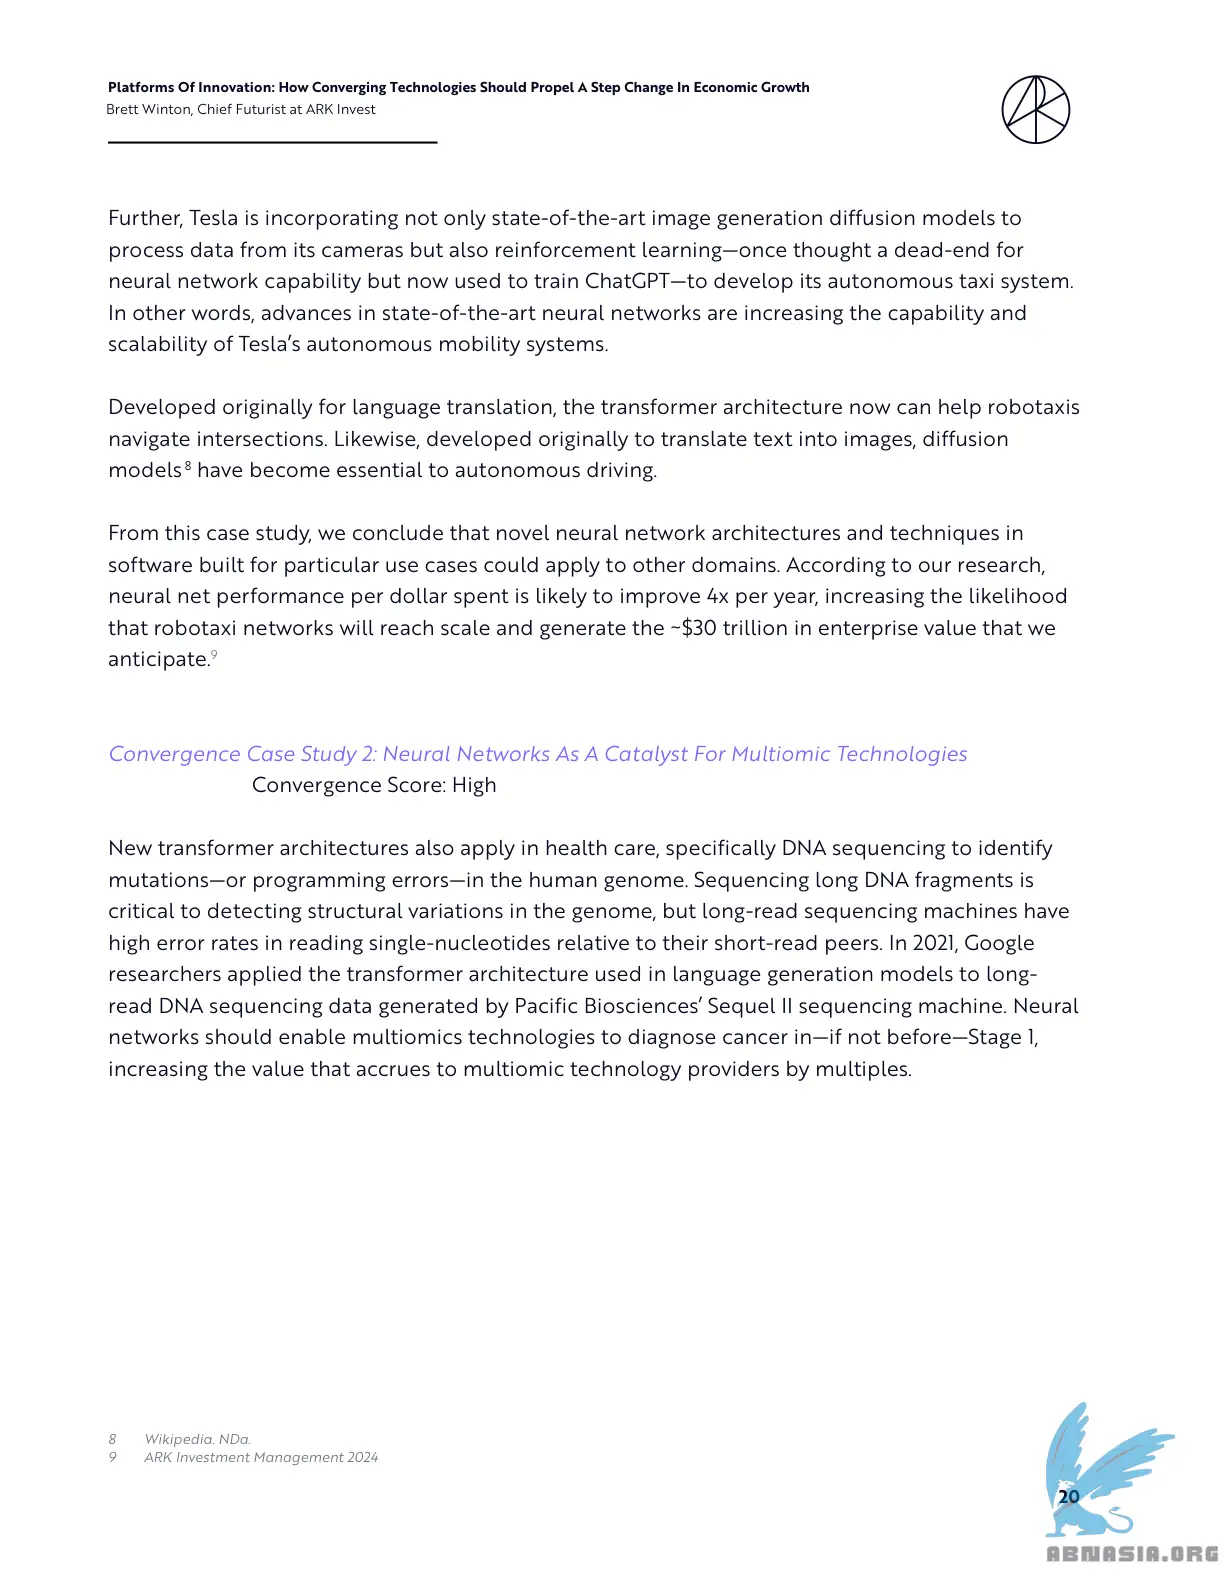 Platforms Of Innovation: How Converging Technologies Should Propel A Step Change In Economic Growth
Brett Winton, Chief Futurist at ARK Invest
Further, Tesla is incorporating not only state-of-the-art image generation diffusion models to
process data from its cameras but also reinforcement learning—once thought a dead-end for
neural network capability but now used to train ChatGPT—to develop its autonomous taxi system.
In other words, advances in state-of-the-art neural networks are increasing the capability and
scalability of Tesla's autonomous mobility systems.
Developed originally for language translation, the transformer architecture now can help robotaxis
navigate intersections. Likewise, developed originally to translate text into images, diffusion
models⁸ have become essential to autonomous driving.
From this case study, we conclude that novel neural network architectures and techniques in
software built for particular use cases could apply to other domains. According to our research,
neural net performance per dollar spent is likely to improve 4x per year, increasing the likelihood
that robotaxi networks will reach scale and generate the ~$30 trillion in enterprise value that we
anticipate.⁹
Convergence Case Study 2: Neural Networks As A Catalyst For Multiomic Technologies
Convergence Score: High
New transformer architectures also apply in health care, specifically DNA sequencing to identify
mutations—or programming errors—in the human genome. Sequencing long DNA fragments is
critical to detecting structural variations in the genome, but long-read sequencing machines have
high error rates in reading single-nucleotides relative to their short-read peers. In 2021, Google
researchers applied the transformer architecture used in language generation models to long-
read DNA sequencing data generated by Pacific Biosciences' Sequel II sequencing machine. Neural
networks should enable multiomics technologies to diagnose cancer in—if not before—Stage 1,
increasing the value that accrues to multiomic technology providers by multiples.
8 Wikipedia. NDa.
9 ARK Investment Management 2024
20
ABNASIA.ORG